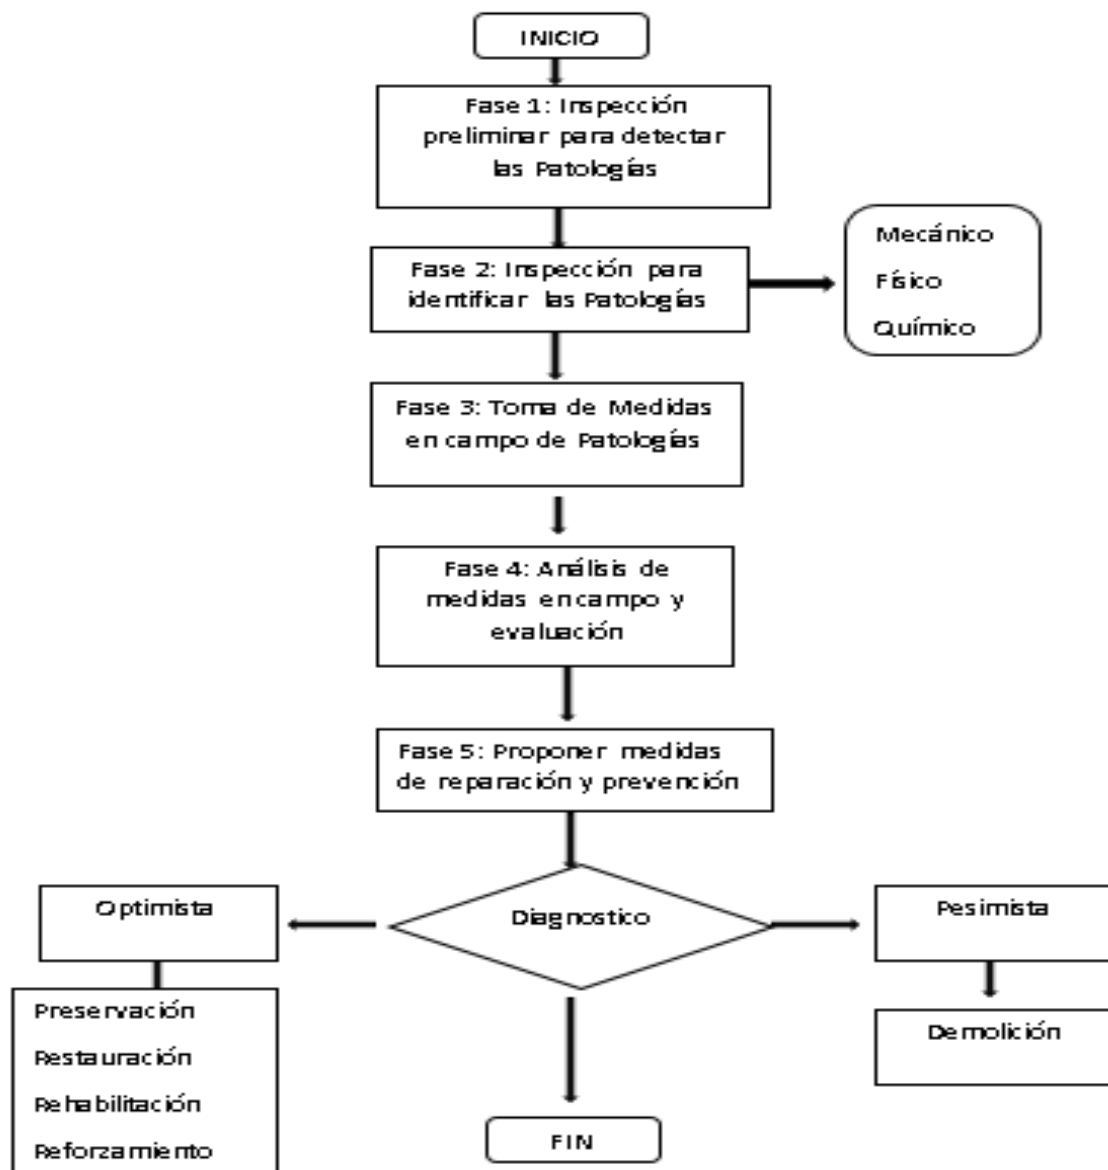 INICIO
Fase 1: Inspección
preliminar para detectar
las Patologías
Fase 2: Inspección para
identificar las Patologías
Mecánico
Físico
Químico
Fase 3: Toma de Medidas
en campo de Patologías
Fase 4: Análisis de
medidas en campo y
evaluación
Fase 5: Proponer medidas
de reparación y prevención
Diagnostico
Optimista
Pesimista
Preservación
Restauración
Rehabilitación
Reforzamiento
Demolición
FIN